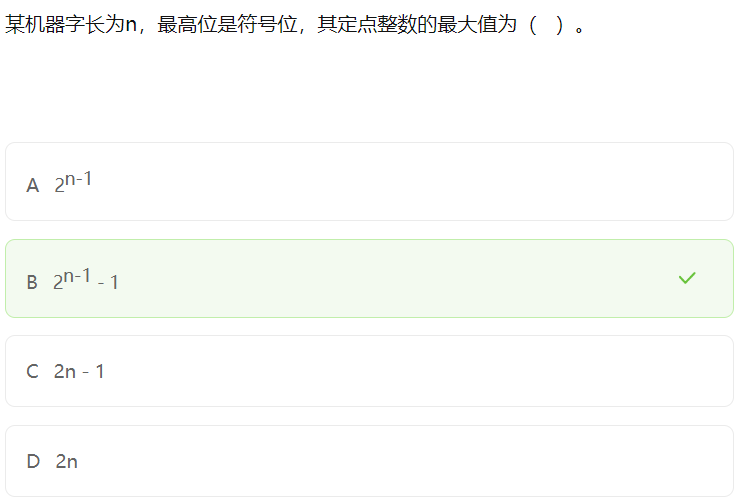 某机器字长为n，最高位是符号位，其定点整数的最大值为（ ）。
A 2^{n-1}
B 2^{n-1} - 1
C 2n - 1
D 2n